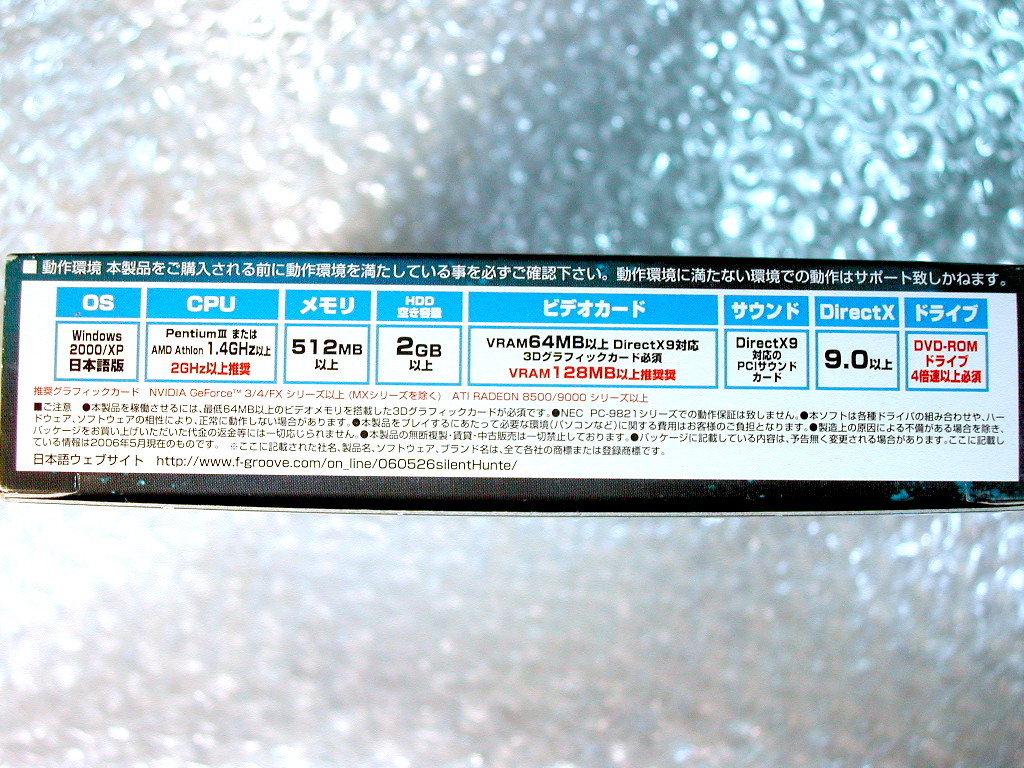 ■動作環境 本製品をご購入される前に動作環境を満たしている事を必ずご確認下さい。動作環境に満たない環境での動作はサポート致しかねます。
OS
Windows
2000/XP
日本語版
CPU
PentiumⅢ または
AMD Athlon 1.4GHz以上
2GHz以上推奨
メモリ
512MB
以上
HDD
空き容量
2GB
以上
ビデオカード
VRAM64MB以上 DirectX9対応
3Dグラフィックカード必須
VRAM128MB以上推奨奨
サウンド
DirectX9
対応の
PCIサウンド
カード
DirectX
9.0以上
ドライブ
DVD-ROM
ドライブ
4倍速以上必須
推奨グラフィックカード NVIDIA GeForce™ 3/4/FX シリーズ以上 (MXシリーズを除く) ATI RADEON 8500/9000 シリーズ以上
■ご注意 ●本製品を稼働させるには、最低64MB以上のビデオメモリを搭載した3Dグラフィックカードが必須です。●NEC PC-9821シリーズでの動作保証は致しません。●本ソフトは各種ドライバの組み合わせや、ハー
ドウェア、ソフトウェアの相性により、正常に動作しない場合があります。●本製品をプレイするにあたって必要な環境(パソコンなど)に関する費用はお客様のご負担となります。●製造上の原因による不備がある場合を除き、
パッケージをお買い上げいただいた代金の返金等には一切応じられません。●本製品の無断複製・賃貸・中古販売は一切禁止しております。●パッケージに記載している内容は、予告無く変更される場合があります。ここに記載し
ている情報は2006年5月現在のものです。 ※ここに記載された社名、製品名、ソフトウェア、ブランド名は、全て各社の商標または登録商標です。
日本語ウェブサイト http://www.f-groove.com/on_line/060526silentHunte/